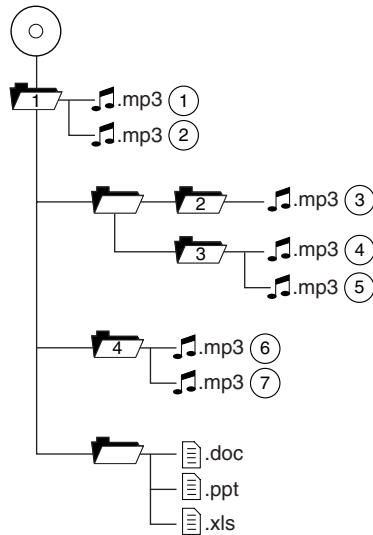 1 .mp3 1
.mp3 2
2 .mp3 3
3 .mp3 4
.mp3 5
4 .mp3 6
.mp3 7
.doc
.ppt
.xls